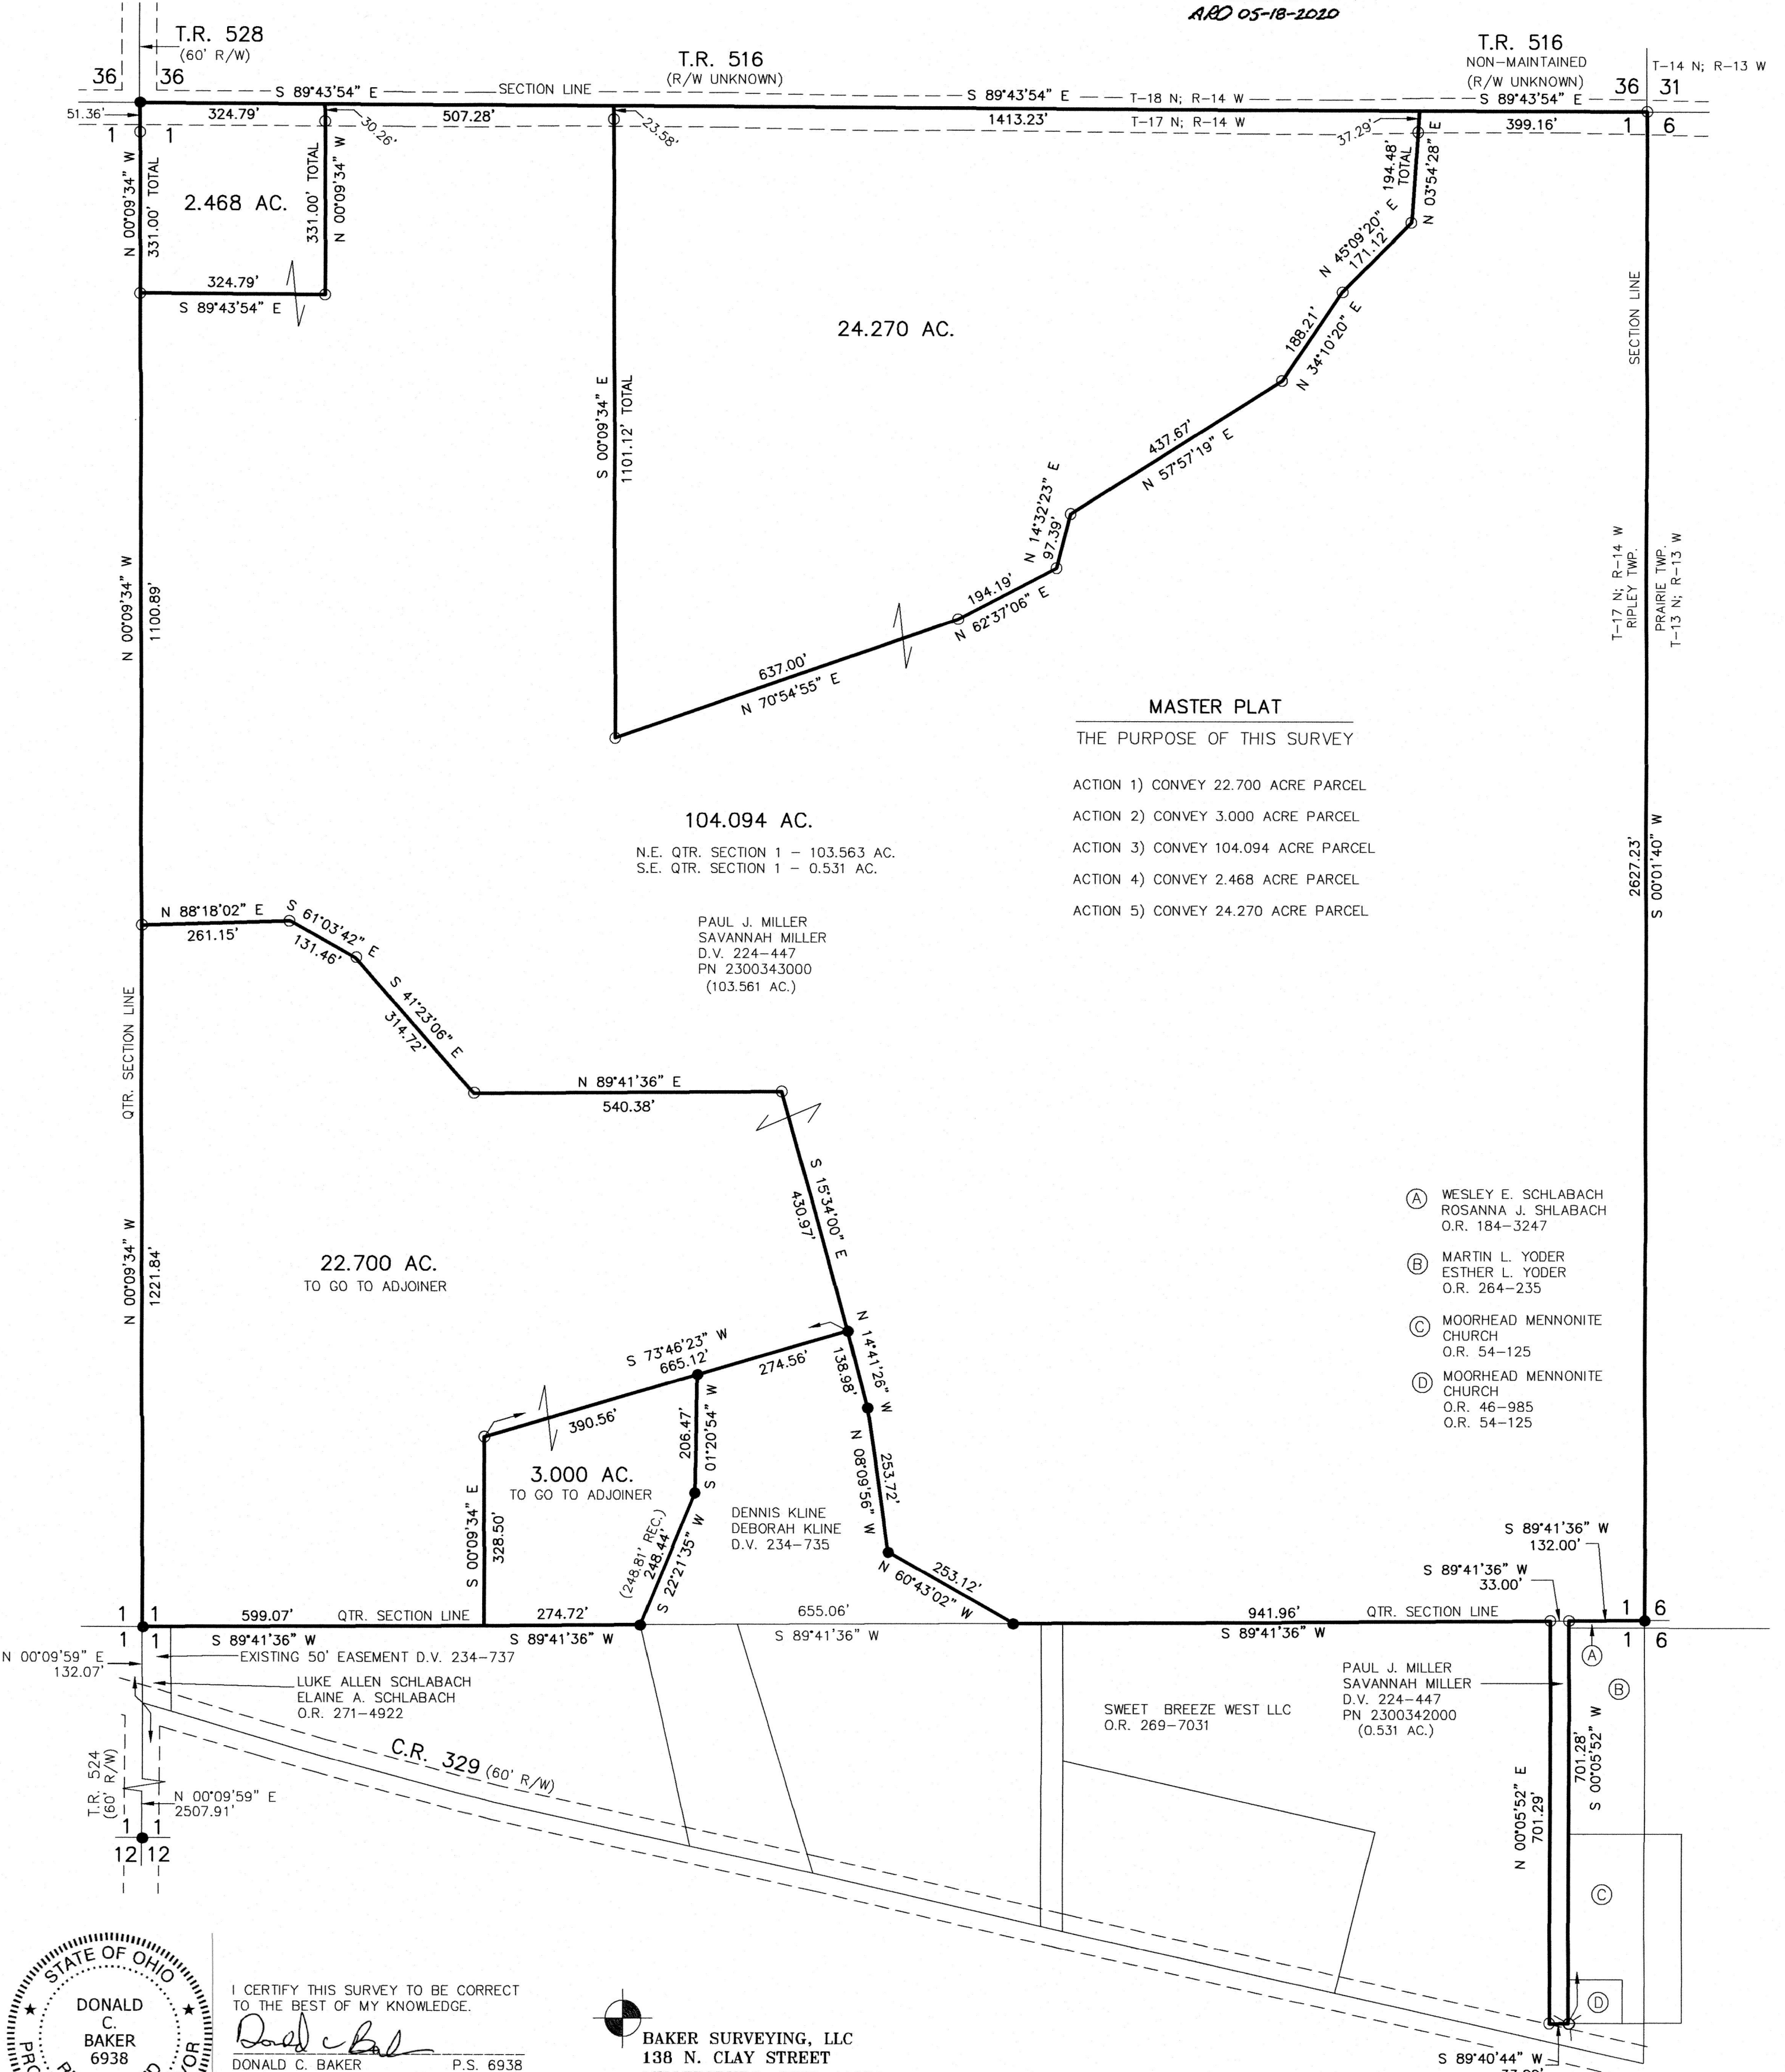 ARO 05-18-2020
T.R. 528
(60' R/W)
T.R. 516
(R/W UNKNOWN)
T.R. 516
NON-MAINTAINED
(R/W UNKNOWN)
T-14 N; R-13 W
36 36
36 31
S 89°43'54" E
SECTION LINE
S 89°43'54" E
T-18 N; R-14 W
S 89°43'54" E
51.36'
324.79'
30.26'
507.28'
23.58'
1413.23'
T-17 N; R-14 W
37.29'
399.16'
1 1
1 6
N 00°09'34" W
331.00' TOTAL
2.468 AC.
331.00' TOTAL
N 00°09'34" W
324.79'
S 89°43'54" E
194.48'
TOTAL
N 03°54'28" E
N 45°09'20" E
171.12'
188.21'
N 34°10'20" E
24.270 AC.
S 00°09'34" E
1101.12' TOTAL
437.67'
N 57°57'19" E
N 14°32'23" E
97.39'
194.19'
N 62°37'06" E
637.00'
N 70°54'55" E
SECTION LINE
T-17 N; R-14 W
RIPLEY TWP.
PRAIRIE TWP.
T-13 N; R-13 W
N 00°09'34" W
1100.89'
MASTER PLAT
THE PURPOSE OF THIS SURVEY
ACTION 1) CONVEY 22.700 ACRE PARCEL
ACTION 2) CONVEY 3.000 ACRE PARCEL
ACTION 3) CONVEY 104.094 ACRE PARCEL
ACTION 4) CONVEY 2.468 ACRE PARCEL
ACTION 5) CONVEY 24.270 ACRE PARCEL
104.094 AC.
N.E. QTR. SECTION 1 - 103.563 AC.
S.E. QTR. SECTION 1 - 0.531 AC.
PAUL J. MILLER
SAVANNAH MILLER
D.V. 224-447
PN 2300343000
(103.561 AC.)
2627.23'
S 00°01'40" W
N 88°18'02" E
261.15'
S 61°03'42" E
131.46'
S 41°23'06" E
314.72'
QTR. SECTION LINE
N 89°41'36" E
540.38'
S 15°34'00" E
430.97'
A WESLEY E. SCHLABACH
ROSANNA J. SHLABACH
O.R. 184-3247
B MARTIN L. YODER
ESTHER L. YODER
O.R. 264-235
C MOORHEAD MENNONITE
CHURCH
O.R. 54-125
D MOORHEAD MENNONITE
CHURCH
O.R. 46-985
O.R. 54-125
N 00°09'34" W
1221.84'
22.700 AC.
TO GO TO ADJOINER
S 73°46'23" W
665.12'
274.56'
390.56'
N 14°41'26" W
138.98'
206.47'
S 01°20'54" W
N 08°09'56" W
253.72'
S 00°09'34" E
328.50'
3.000 AC.
TO GO TO ADJOINER
(248.81' REC.)
248.44'
S 22°21'35" W
DENNIS KLINE
DEBORAH KLINE
D.V. 234-735
253.12'
N 60°43'02" W
S 89°41'36" W
132.00'
S 89°41'36" W
33.00'
1 1
599.07'
QTR. SECTION LINE
274.72'
655.06'
941.96'
QTR. SECTION LINE
1 6
1 1
S 89°41'36" W
S 89°41'36" W
S 89°41'36" W
S 89°41'36" W
1 6
N 00°09'59" E
132.07'
EXISTING 50' EASEMENT D.V. 234-737
LUKE ALLEN SCHLABACH
ELAINE A. SCHLABACH
O.R. 271-4922
A
B
PAUL J. MILLER
SAVANNAH MILLER
D.V. 224-447
PN 2300342000
(0.531 AC.)
SWEET BREEZE WEST LLC
O.R. 269-7031
C.R. 329 (60' R/W)
T.R. 524
(60' R/W)
N 00°09'59" E
2507.91'
1 1
12 12
N 00°05'52" E
701.29'
701.28'
S 00°05'52" W
C
D
STATE OF OHIO
DONALD
C.
BAKER
6938
I CERTIFY THIS SURVEY TO BE CORRECT
TO THE BEST OF MY KNOWLEDGE.
Donald C Baker
DONALD C. BAKER P.S. 6938
BAKER SURVEYING, LLC
138 N. CLAY STREET
S 89°40'44" W